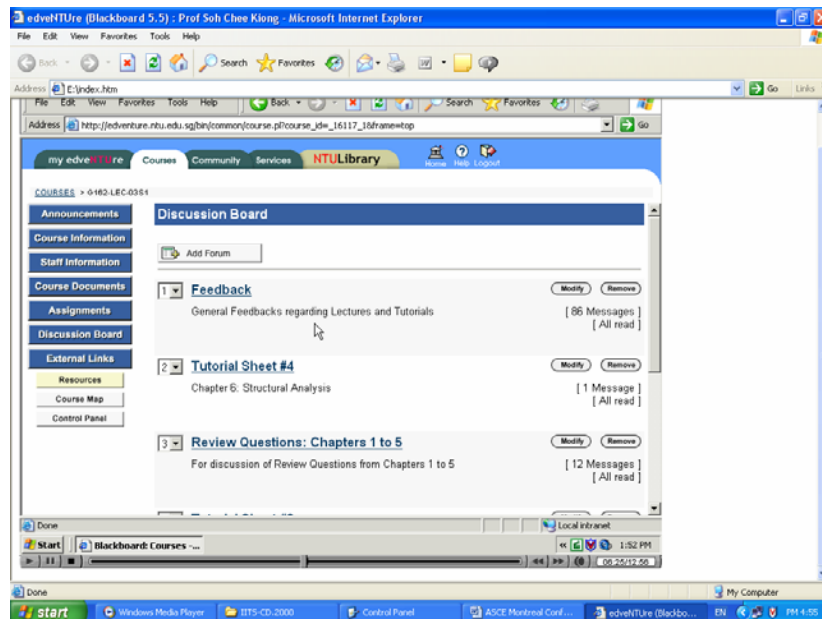 edveNTUre (Blackboard 5.5) : Prof Soh Chee Kiong - Microsoft Internet Explorer
File Edit View Favorites Tools Help
Back Search Favorites
Address E:\index.htm Go Links
File Edit View Favorites Tools Help Back Search Favorites
Address http://edventure.ntu.edu.sg/bin/common/course.pl?course_id=_16117_1&frame=top Go
my edveNTUre Courses Community Services NTULibrary Home Help Logout
COURSES > G162-LEC-03S1
Announcements Discussion Board
Course Information
Add Forum
Staff Information
Course Documents 1 Feedback Modify Remove
Assignments General Feedbacks regarding Lectures and Tutorials [ 86 Messages ]
[ All read ]
Discussion Board
External Links 2 Tutorial Sheet #4 Modify Remove
Resources
Chapter 6: Structural Analysis [ 1 Message ]
Course Map [ All read ]
Control Panel
3 Review Questions: Chapters 1 to 5 Modify Remove
For discussion of Review Questions from Chapters 1 to 5 [ 12 Messages ]
[ All read ]
Done Local intranet
Start Blackboard: Courses -... 1:52 PM
06:25/12:56
Done My Computer
start Windows Media Player IIT5-CD.2000 Control Panel ASCE Montreal Conf... edveNTUre (Blackbo... EN PM 4:55